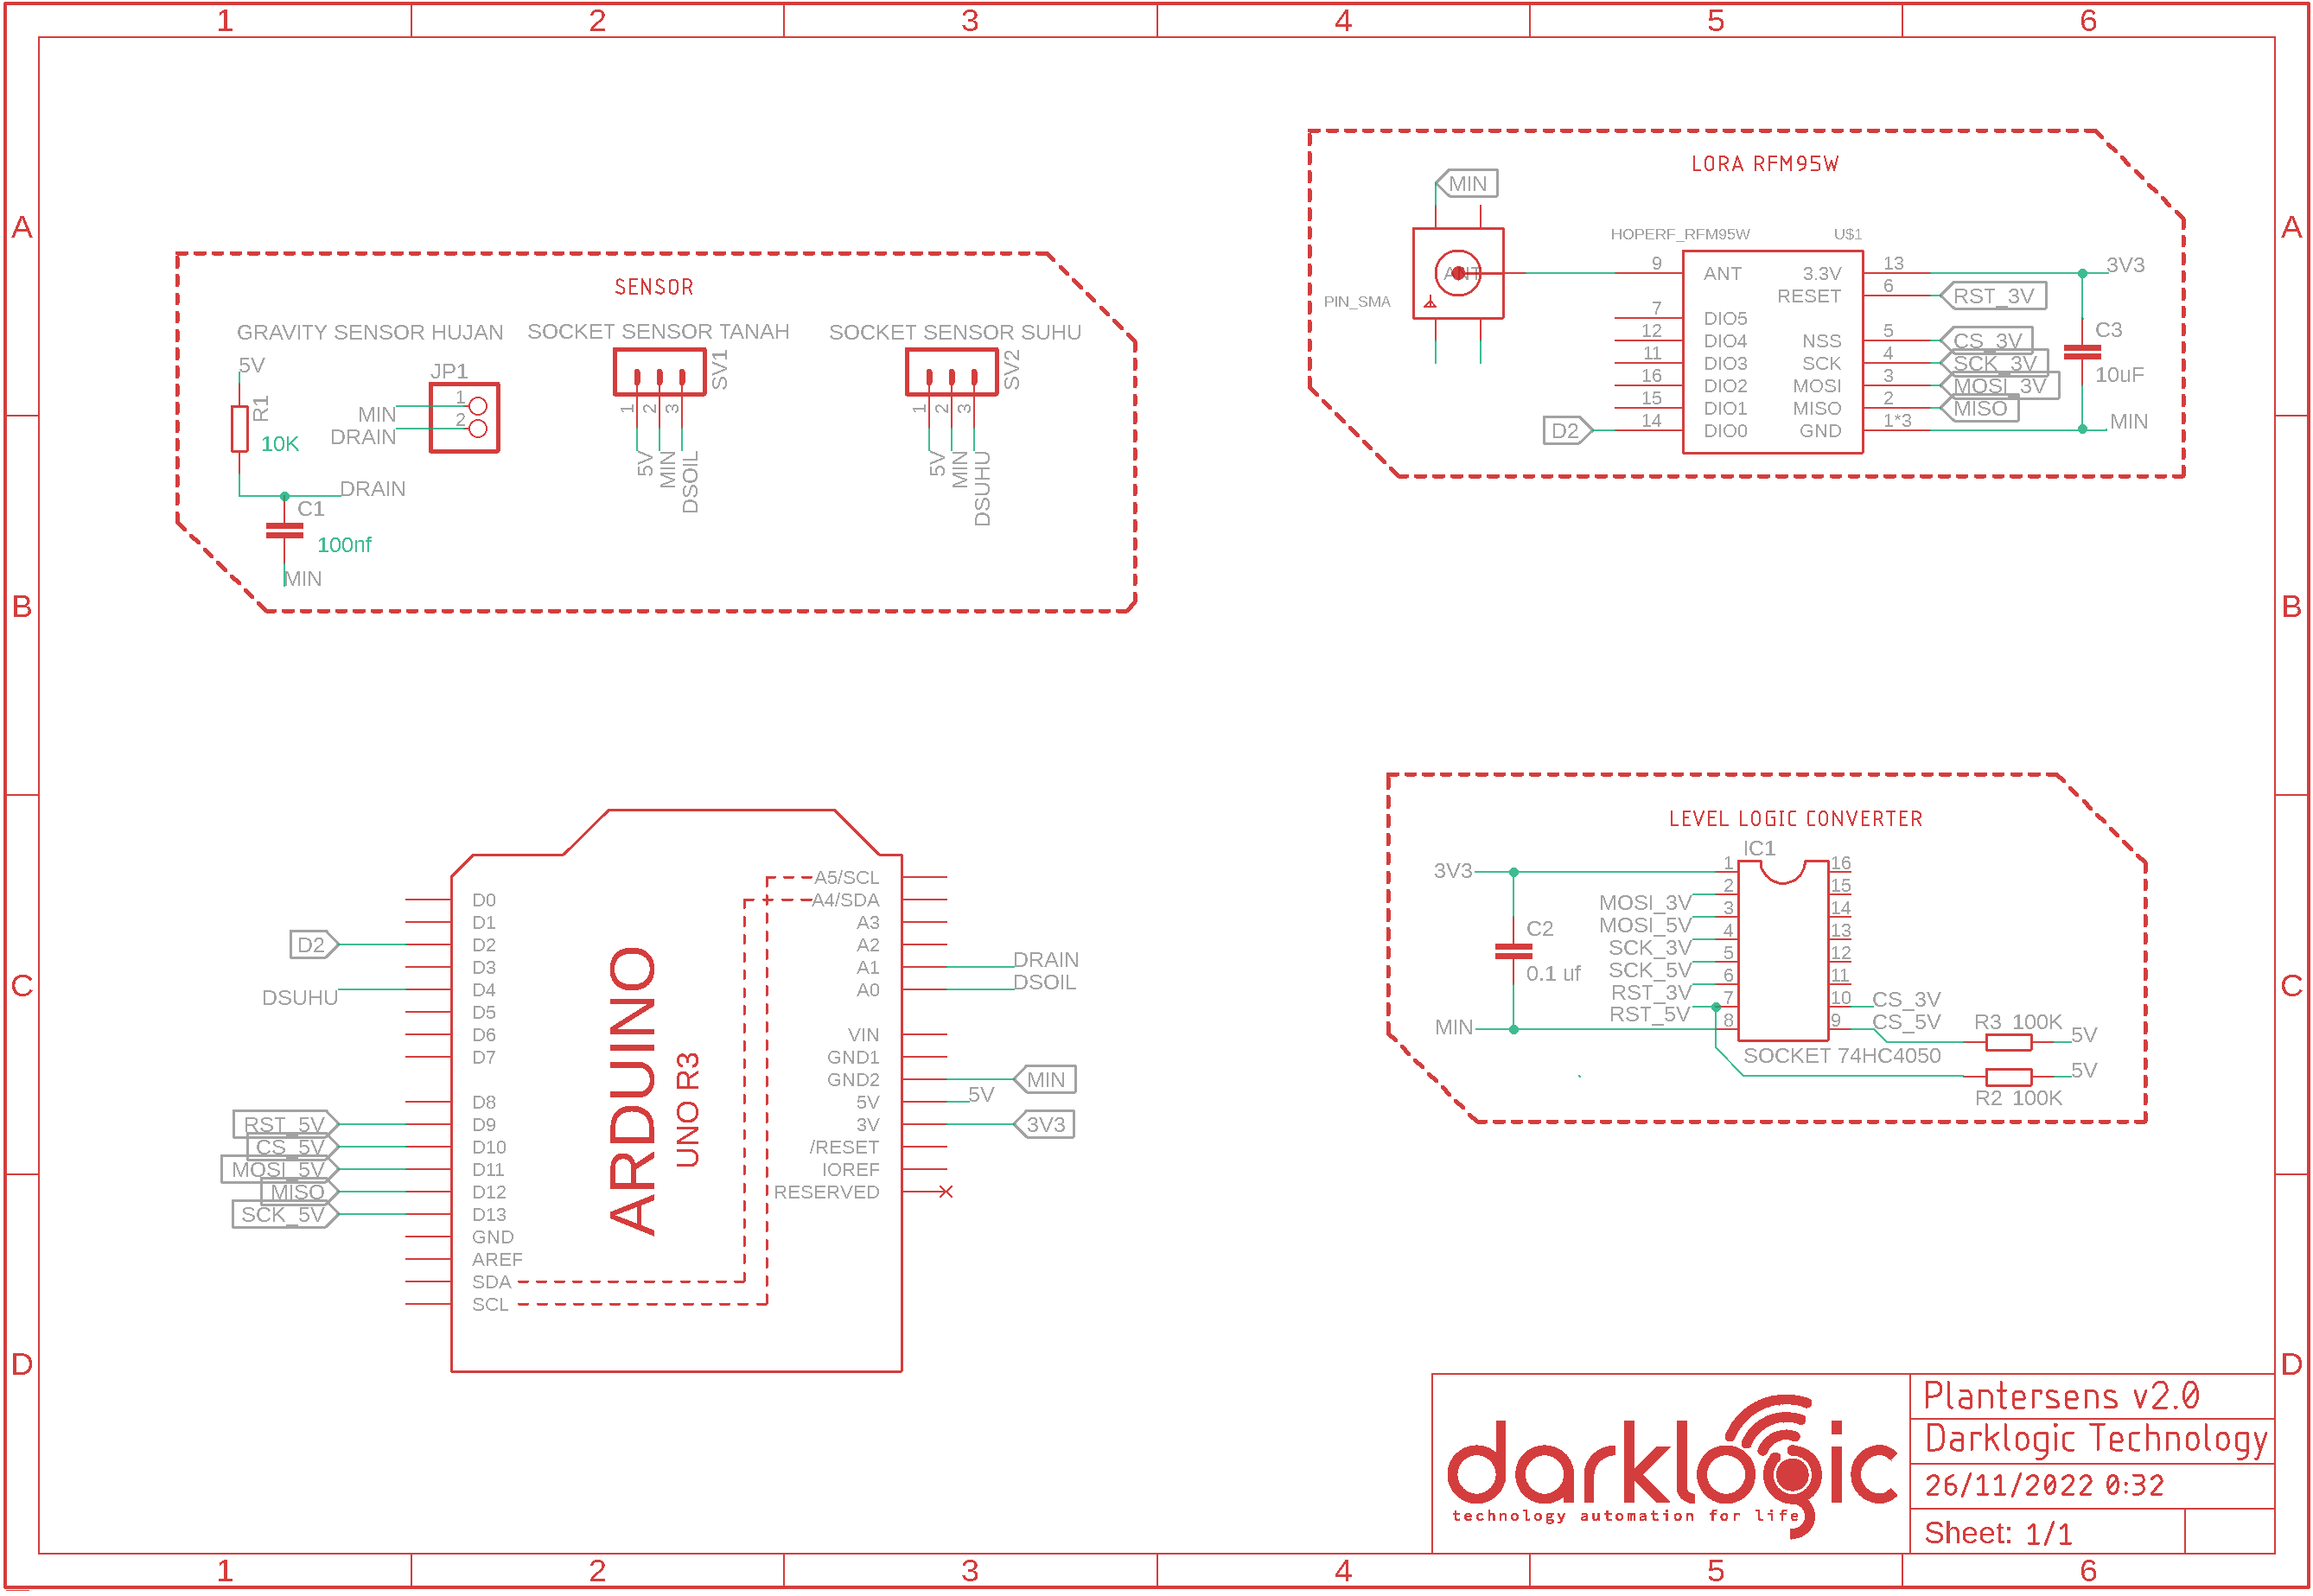 1 2 3 4 5 6
A
B
C
D
SENSOR
GRAVITY SENSOR HUJAN
5V
R1
10K
JP1
1
2
MIN
DRAIN
DRAIN
C1
100nf
MIN
SOCKET SENSOR TANAH
SV1
1 2 3
5V
MIN
DSOIL
SOCKET SENSOR SUHU
SV2
1 2 3
5V
MIN
DSUHU
LORA RFM95W
MIN
ANT
PIN_SMA
HOPERF_RFM95W U$1
9 ANT 3.3V 13 3V3
RESET 6 RST_3V
7 DIO5
12 DIO4 NSS 5 CS_3V
11 DIO3 SCK 4 SCK_3V
16 DIO2 MOSI 3 MOSI_3V
15 DIO1 MISO 2 MISO
D2 14 DIO0 GND 1*3 MIN
C3
10uF
ARDUINO
UNO R3
D0
D1
D2 D2
D3
DSUHU D4
D5
D6
D7
D8
RST_5V D9
CS_5V D10
MOSI_5V D11
MISO D12
SCK_5V D13
GND
AREF
SDA
SCL
A5/SCL
A4/SDA
A3
A2
A1 DRAIN
A0 DSOIL
VIN
GND1
GND2 MIN
5V 5V
3V 3V3
/RESET
IOREF
RESERVED
LEVEL LOGIC CONVERTER
IC1
3V3 1 16
MOSI_3V 2 15
MOSI_5V 3 14
SCK_3V 4 13
SCK_5V 5 12
RST_3V 6 11
RST_5V 7 10 CS_3V
MIN 8 9 CS_5V
C2
0.1 uf
SOCKET 74HC4050
R3 100K 5V
R2 100K 5V
darklogic
technology automation for life
Plantersens v2.0
Darklogic Technology
26/11/2022 0:32
Sheet: 1/1
A
B
C
D
1 2 3 4 5 6